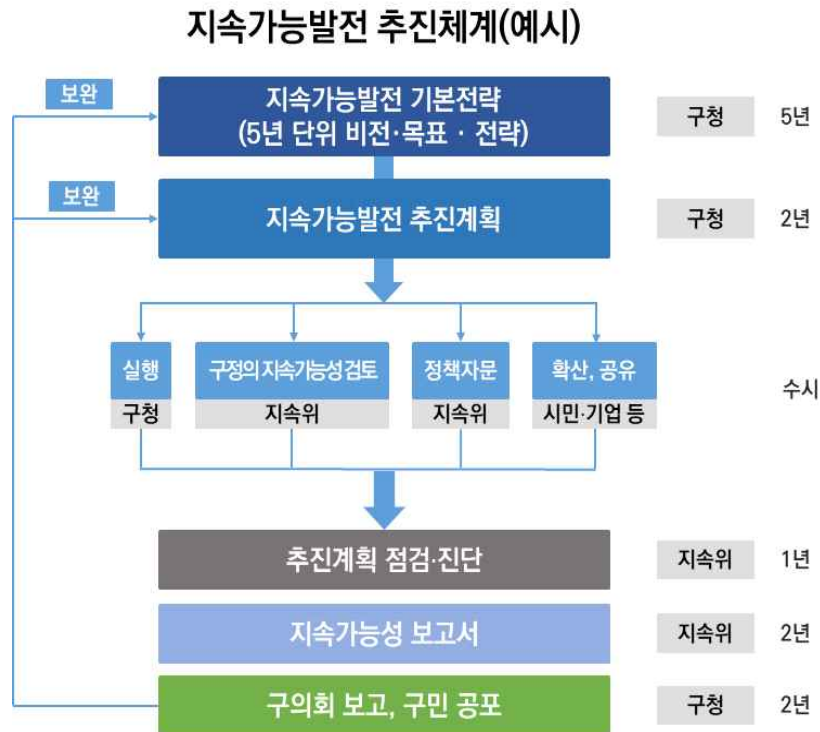 지속가능발전 추진체계(예시)
보완
지속가능발전 기본전략
(5년 단위 비전·목표 · 전략)
구청
5년
보완
지속가능발전 추진계획
구청
2년
실행
구정의 지속가능성 검토
정책자문
확산, 공유
구청
지속위
지속위
시민·기업 등
수시
추진계획 점검·진단
지속위
1년
지속가능성 보고서
지속위
2년
구의회 보고, 구민 공포
구청
2년